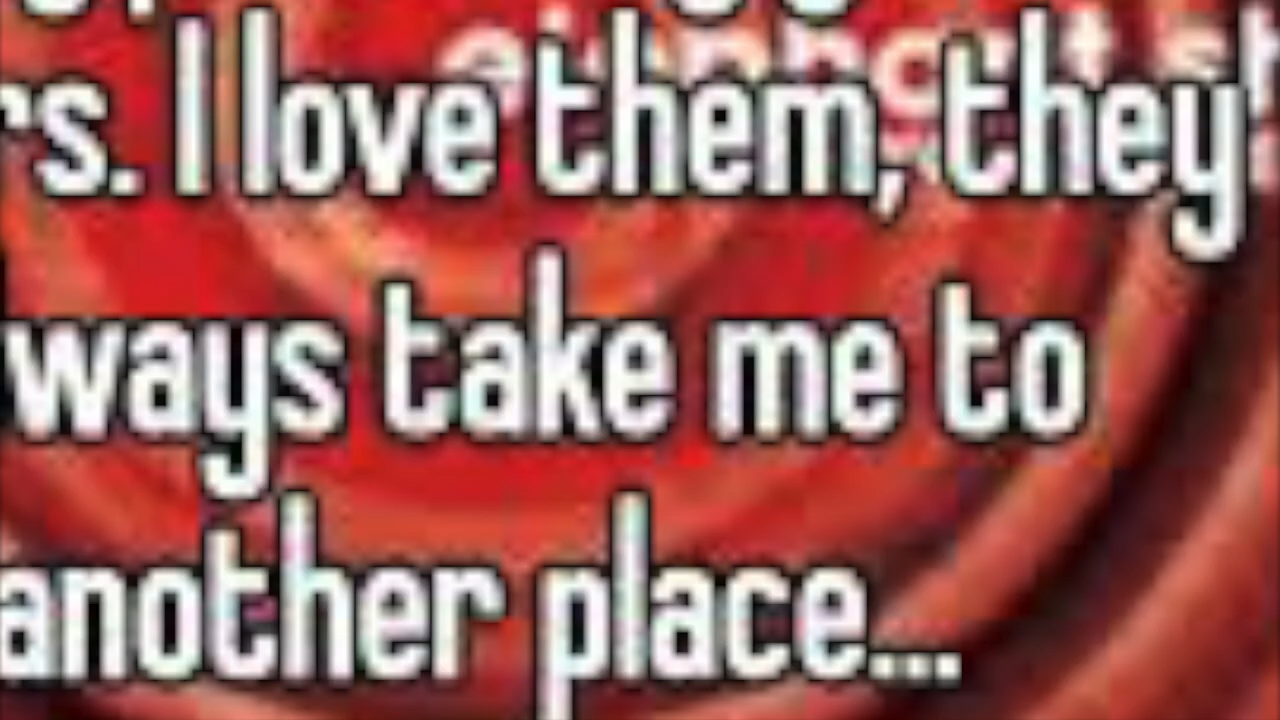 rs. I love them, they
ways take me to
another place...